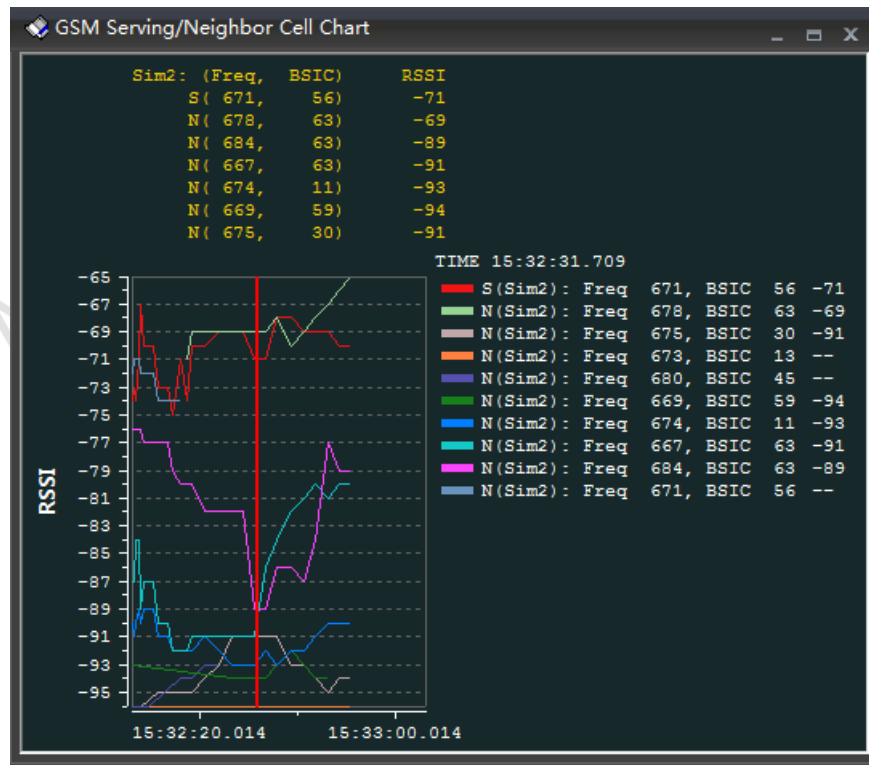 GSM Serving/Neighbor Cell Chart
Sim2: (Freq, BSIC) RSSI
S( 671, 56) -71
N( 678, 63) -69
N( 684, 63) -89
N( 667, 63) -91
N( 674, 11) -93
N( 669, 59) -94
N( 675, 30) -91
TIME 15:32:31.709
S(Sim2): Freq 671, BSIC 56 -71
N(Sim2): Freq 678, BSIC 63 -69
N(Sim2): Freq 675, BSIC 30 -91
N(Sim2): Freq 673, BSIC 13 --
N(Sim2): Freq 680, BSIC 45 --
N(Sim2): Freq 669, BSIC 59 -94
N(Sim2): Freq 674, BSIC 11 -93
N(Sim2): Freq 667, BSIC 63 -91
N(Sim2): Freq 684, BSIC 63 -89
N(Sim2): Freq 671, BSIC 56 --
RSSI
-65
-67
-69
-71
-73
-75
-77
-79
-81
-83
-85
-87
-89
-91
-93
-95
15:32:20.014 15:33:00.014